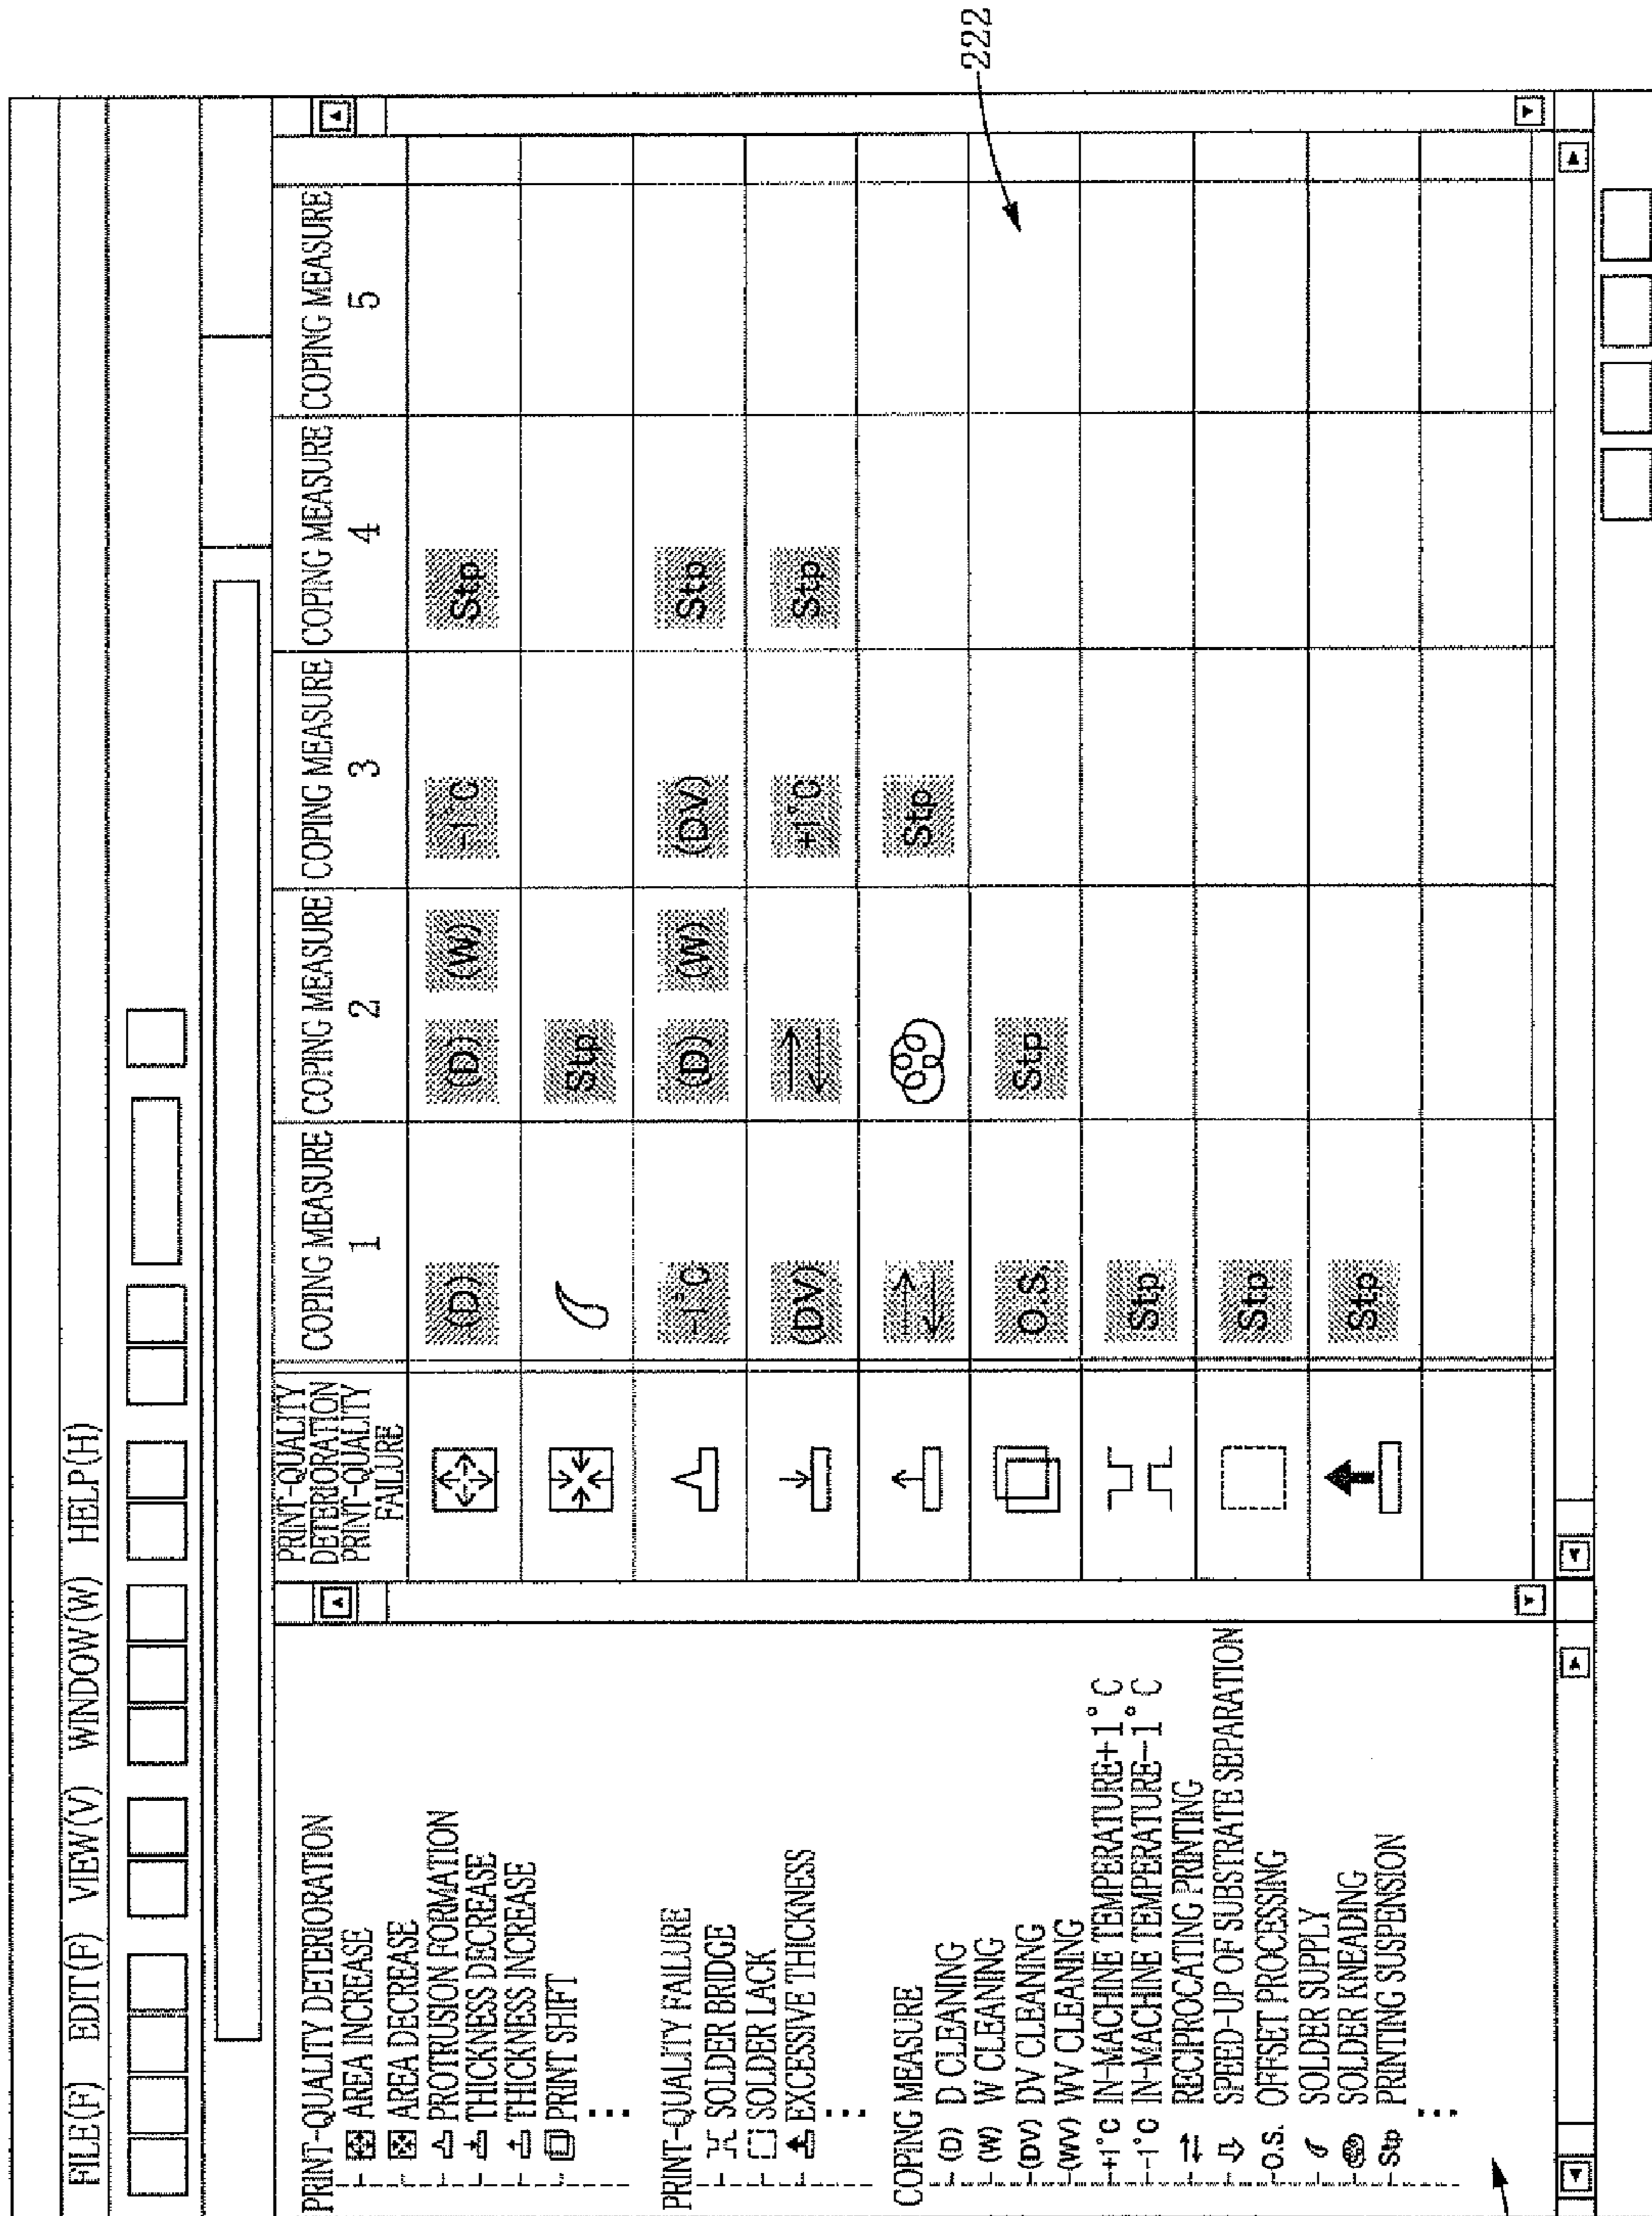 FILE(F) EDIT(F) VIEW(V) WINDOW(W) HELP(H)
PRINT-QUALITY DETERIORATION
AREA INCREASE
AREA DECREASE
PROTRUSION FORMATION
THICKNESS DECREASE
THICKNESS INCREASE
PRINT SHIFT
PRINT-QUALITY FAILURE
SOLDER BRIDGE
SOLDER LACK
EXCESSIVE THICKNESS
COPING MEASURE
(D) D CLEANING
(W) W CLEANING
(DV) DV CLEANING
(WV) WV CLEANING
+1°C IN-MACHINE TEMPERATURE+1°C
-1°C IN-MACHINE TEMPERATURE-1°C
RECIPROCATING PRINTING
SPEED-UP OF SUBSTRATE SEPARATION
O.S. OFFSET PROCESSING
SOLDER SUPPLY
SOLDER KNEADING
Stp PRINTING SUSPENSION
PRINT-QUALITY
DETERIORATION
PRINT-QUALITY
FAILURE
COPING MEASURE
1
COPING MEASURE
2
COPING MEASURE
3
COPING MEASURE
4
COPING MEASURE
5
(D) (D) (W) -1°C Stp
Stp
-1°C (D) (W) (DV) Stp
(DV) +1°C Stp
Stp
O.S. Stp
Stp
Stp
Stp
222